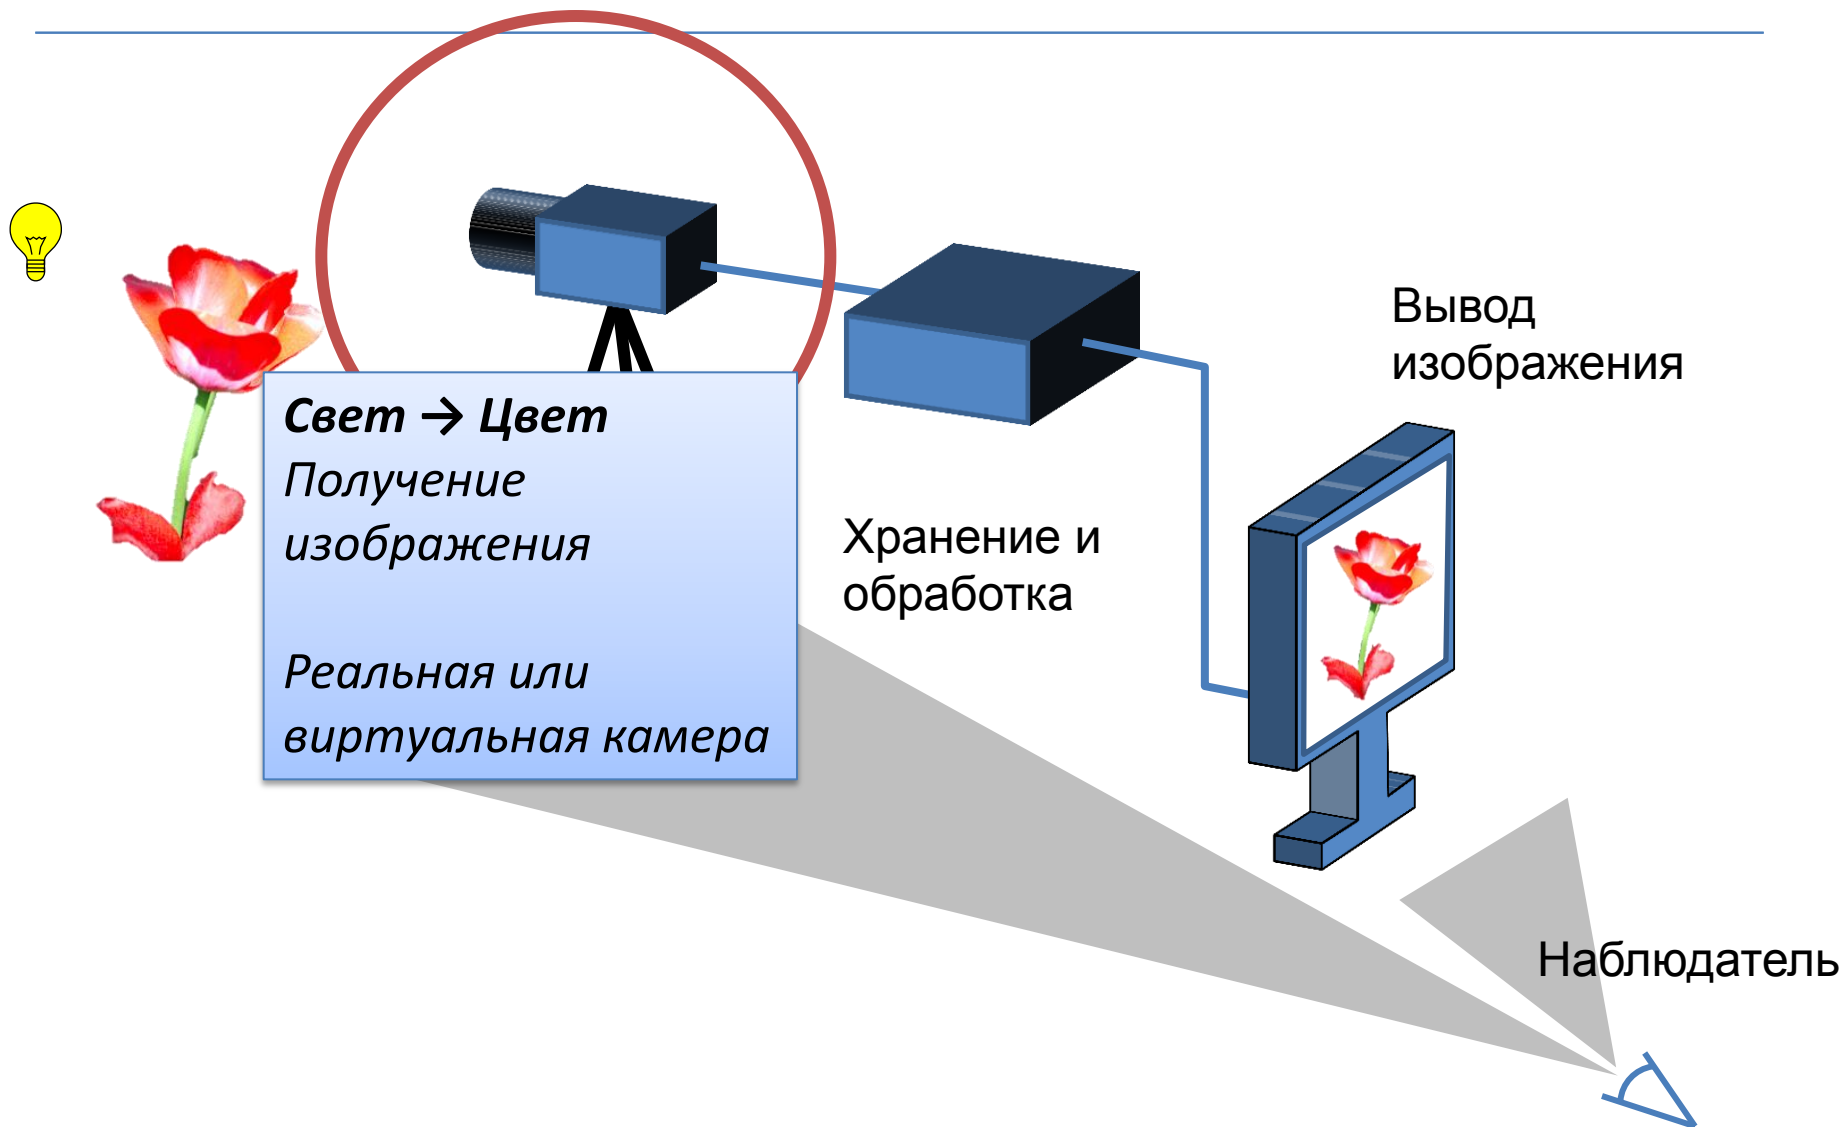 Свет → Цвет
Получение
изображения
Реальная или
виртуальная камера
Хранение и
обработка
Вывод
изображения
Наблюдатель